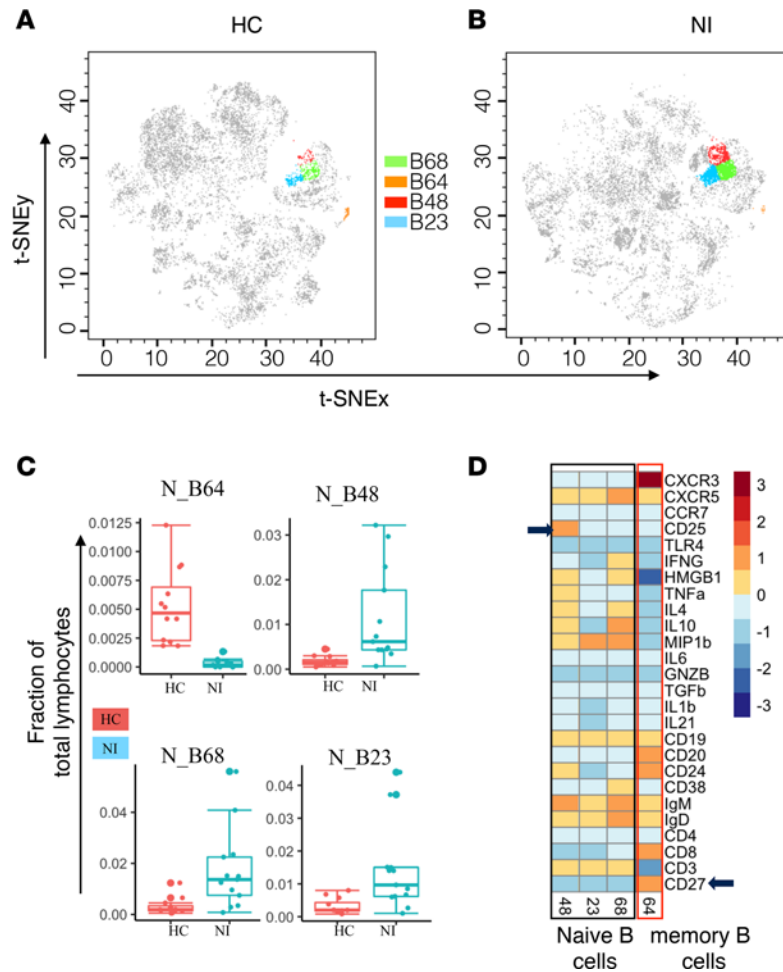 A
HC
B
NI
t-SNEy
40
30
20
10
0
0
10
20
30
40
B68
B64
B48
B23
40
30
20
10
0
0
10
20
30
40
t-SNEx
C
Fraction of
total lymphocytes
HC
NI
N_B64
0.0125
0.0100
0.0075
0.0050
0.0025
0.0000
HC NI
N_B48
0.03
0.02
0.01
0.00
HC NI
N_B68
0.04
0.02
0.00
HC NI
N_B23
0.04
0.03
0.02
0.01
0.00
HC NI
D
CXCR3
CXCR5
CCR7
CD25
TLR4
IFNG
HMGB1
TNFa
IL4
IL10
MIP1b
IL6
GNZB
TGFb
IL1b
IL21
CD19
CD20
CD24
CD38
IgM
IgD
CD4
CD8
CD3
CD27
48 23 68 64
Naive B
cells
memory B
cells
3
2
1
0
-1
-2
-3